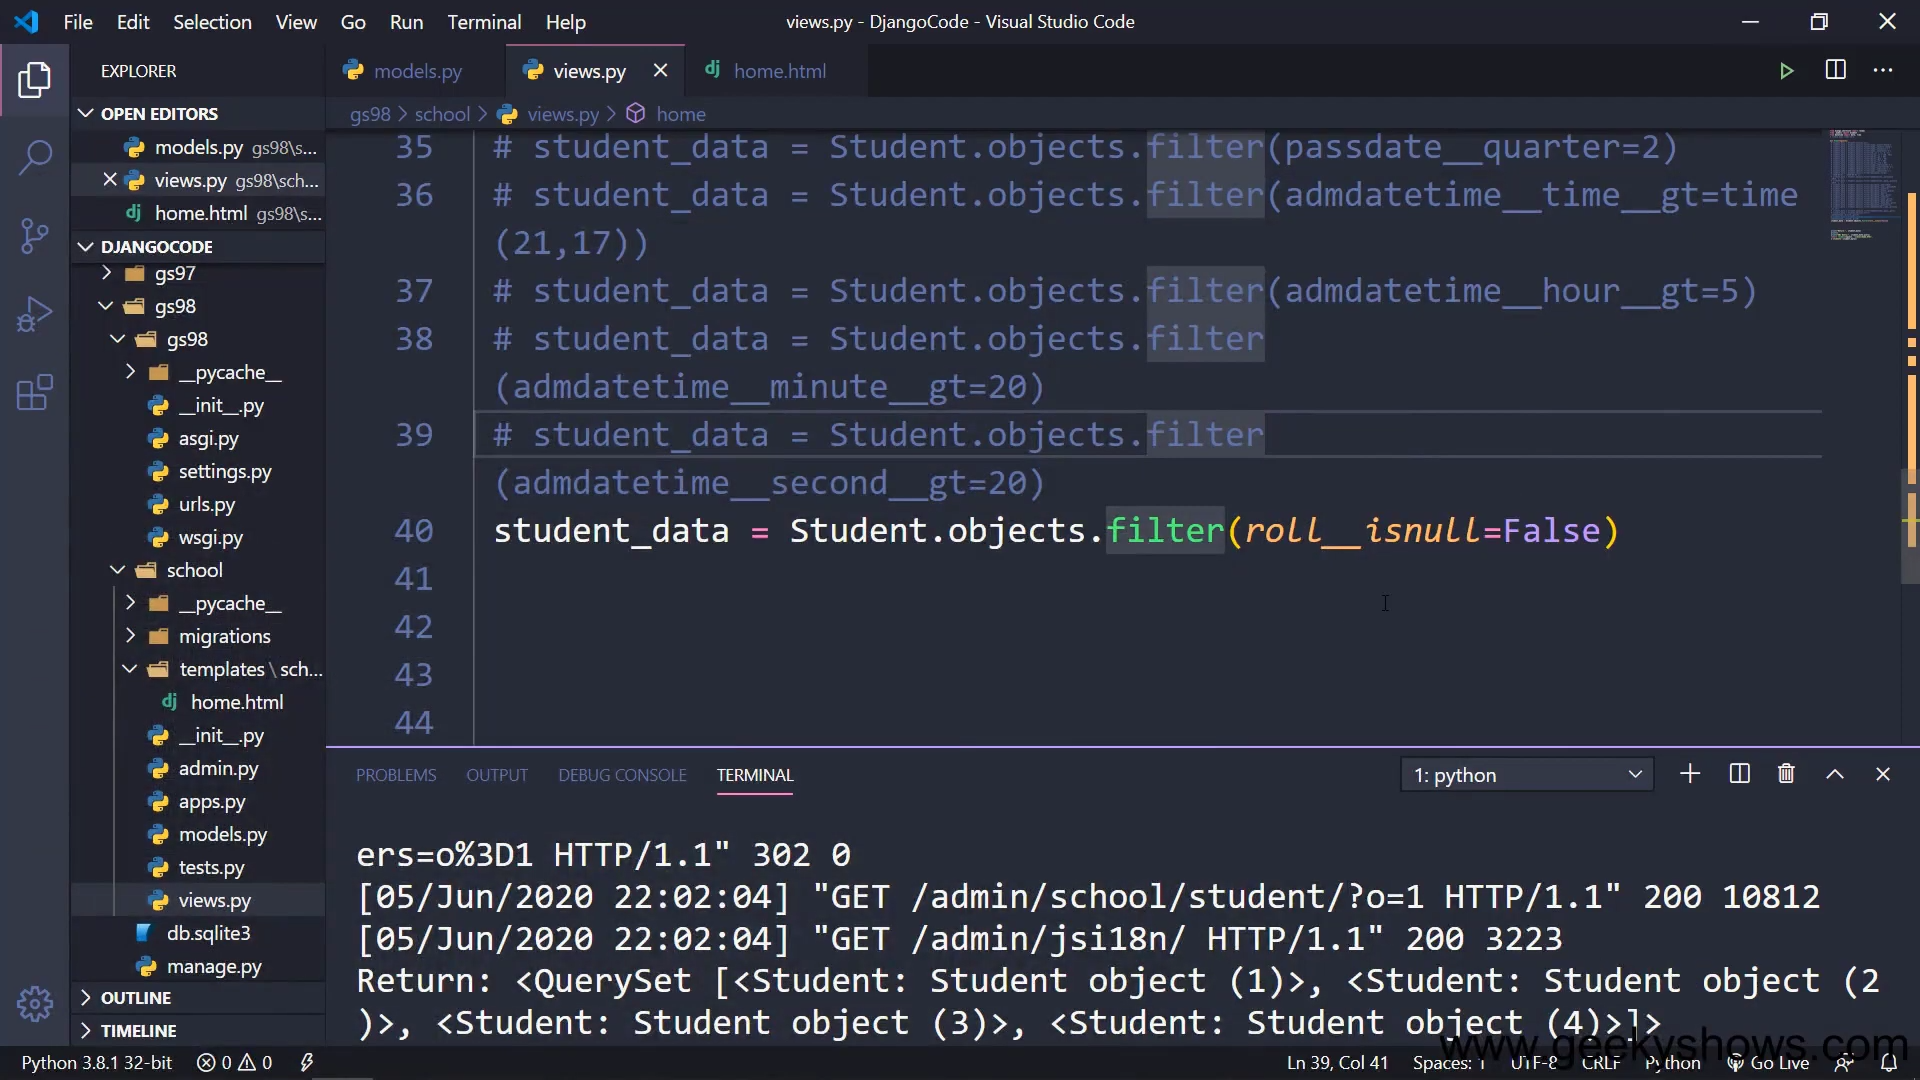 File Edit Selection View Go Run Terminal Help
views.py - DjangoCode - Visual Studio Code
EXPLORER
OPEN EDITORS
models.py gs98\s...
views.py gs98\sch...
home.html gs98\s...
DJANGOCODE
gs97
gs98
gs98
__pycache__
__init__.py
asgi.py
settings.py
urls.py
wsgi.py
school
__pycache__
migrations
templates \ sch...
home.html
__init__.py
admin.py
apps.py
models.py
tests.py
views.py
db.sqlite3
manage.py
OUTLINE
TIMELINE
models.py views.py home.html
gs98 > school > views.py > home
35 # student_data = Student.objects.filter(passdate__quarter=2)
36 # student_data = Student.objects.filter(admdatetime__time__gt=time
(21,17))
37 # student_data = Student.objects.filter(admdatetime__hour__gt=5)
38 # student_data = Student.objects.filter
(admdatetime__minute__gt=20)
39 # student_data = Student.objects.filter
(admdatetime__second__gt=20)
40 student_data = Student.objects.filter(roll__isnull=False)
41
42
43
44
PROBLEMS OUTPUT DEBUG CONSOLE TERMINAL 1: python
ers=o%3D1 HTTP/1.1" 302 0
[05/Jun/2020 22:02:04] "GET /admin/school/student/?o=1 HTTP/1.1" 200 10812
[05/Jun/2020 22:02:04] "GET /admin/jsi18n/ HTTP/1.1" 200 3223
Return: <QuerySet [<Student: Student object (1)>, <Student: Student object (2
)>, <Student: Student object (3)>, <Student: Student object (4)>]>
www.geekyshows.com
Python 3.8.1 32-bit 0 0 Ln 39, Col 41 Spaces: 1 UTF-8 CRLF Python Go Live